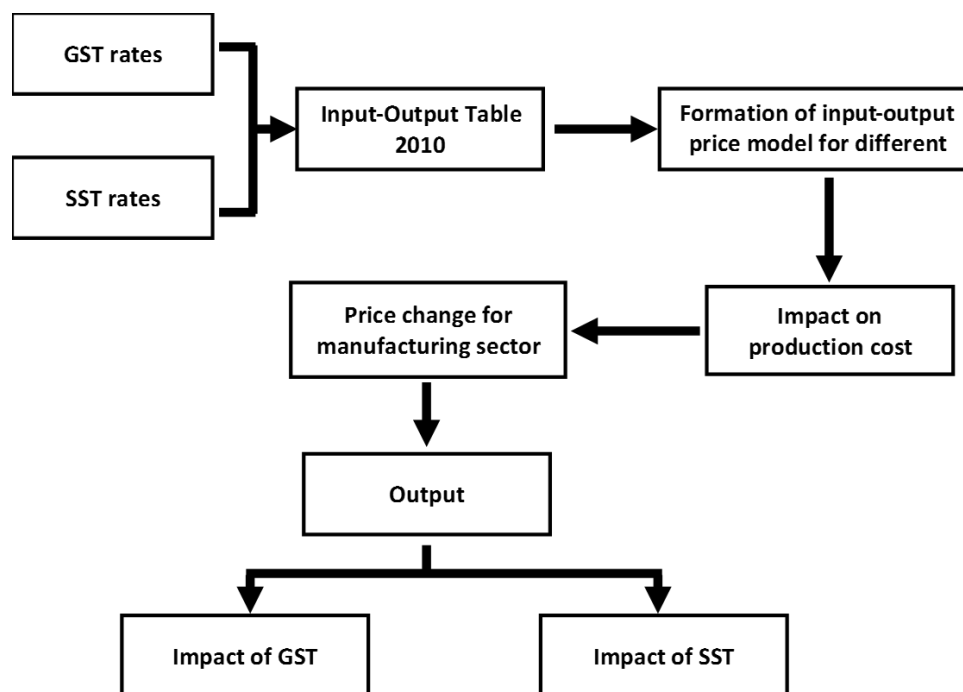 GST rates
SST rates
Input-Output Table
2010
Formation of input-output
price model for different
Impact on
production cost
Price change for
manufacturing sector
Output
Impact of GST
Impact of SST